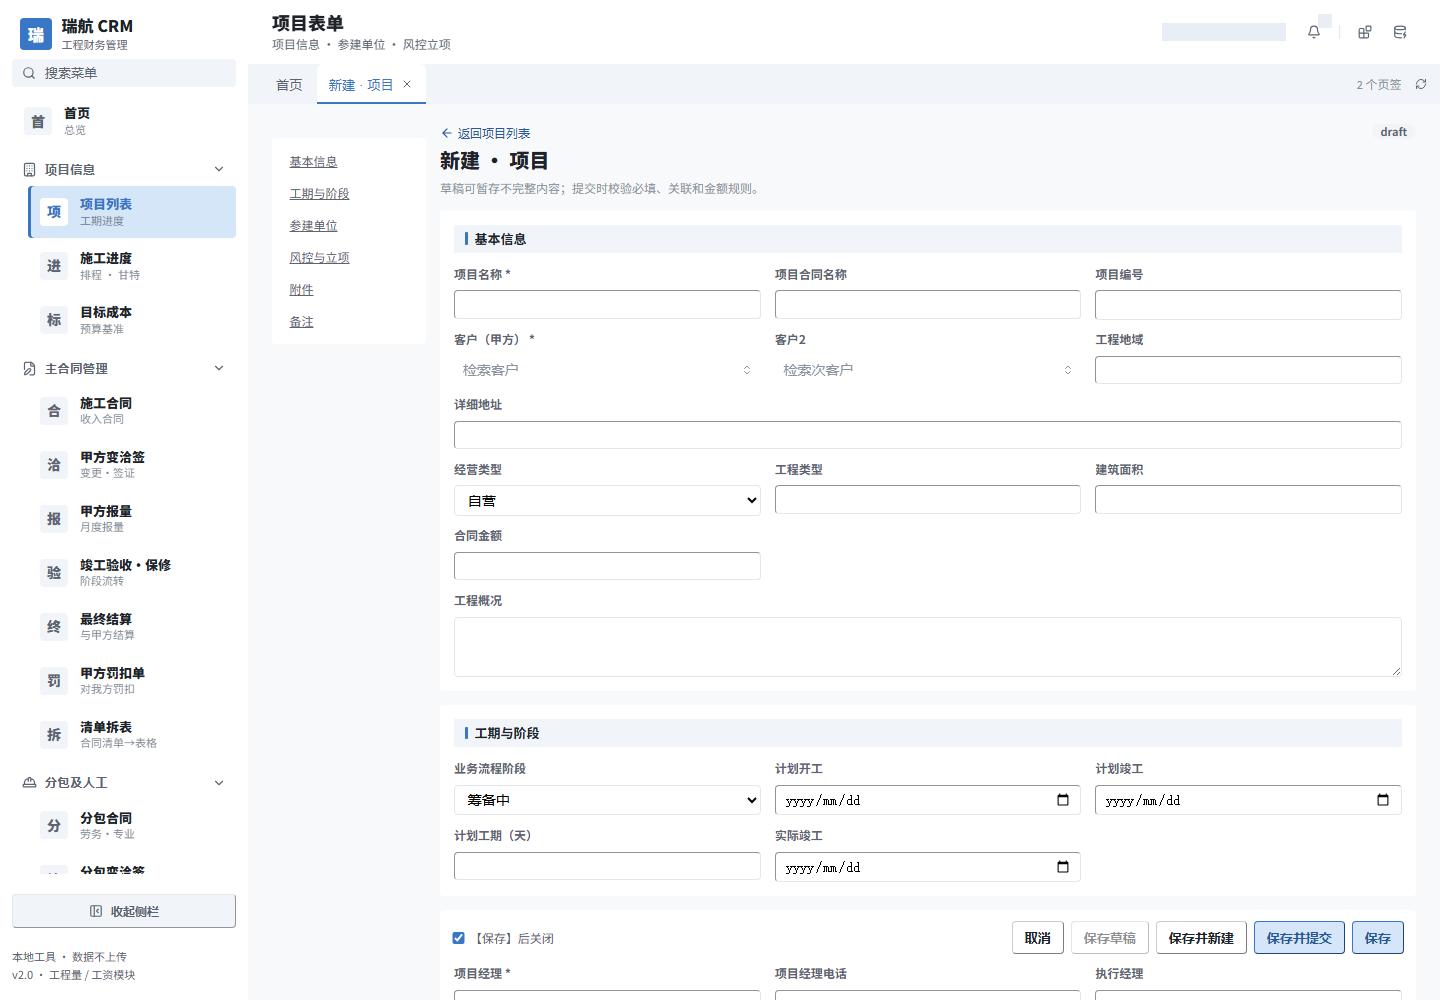 瑞
瑞航 CRM
工程财务管理
搜索菜单
首
首页
总览
项目信息
项
项目列表
工期进度
进
施工进度
排程 · 甘特
标
目标成本
预算基准
主合同管理
合
施工合同
收入合同
洽
甲方变洽签
变更·签证
报
甲方报量
月度报量
验
竣工验收·保修
阶段流转
终
最终结算
与甲方结算
罚
甲方罚扣单
对我方罚扣
拆
清单拆表
合同清单→表格
分包及人工
分
分包合同
劳务·专业
分包变洽签
收起侧栏
本地工具 · 数据不上传
v2.0 · 工程量 / 工资模块
项目表单
项目信息 · 参建单位 · 风控立项
首页
新建 · 项目
2 个页签
基本信息
工期与阶段
参建单位
风控与立项
附件
备注
返回项目列表
draft
新建 · 项目
草稿可暂存不完整内容；提交时校验必填、关联和金额规则。
基本信息
项目名称 *
项目合同名称
项目编号
客户（甲方） *
客户2
工程地域
检索客户
检索次客户
详细地址
经营类型
工程类型
建筑面积
自营
合同金额
工程概况
工期与阶段
业务流程阶段
计划开工
计划竣工
筹备中
yyyy/mm/dd
yyyy/mm/dd
计划工期（天）
实际竣工
yyyy/mm/dd
【保存】后关闭
取消
保存草稿
保存并新建
保存并提交
保存
项目经理 *
项目经理电话
执行经理